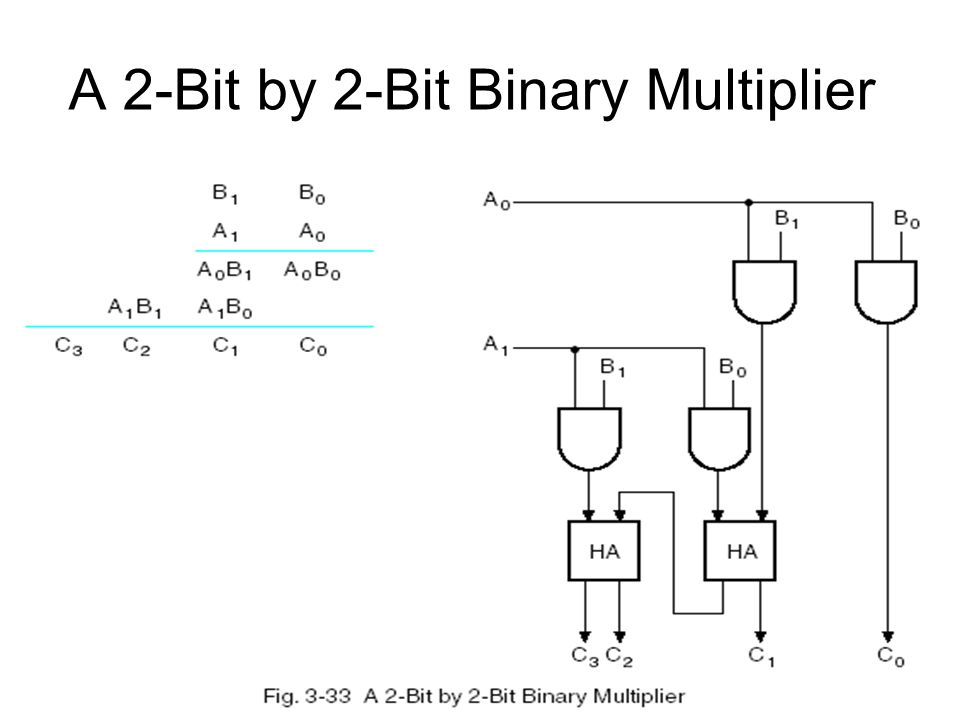 A 2-Bit by 2-Bit Binary Multiplier
B₁ B₀
A₁ A₀
A₀B₁ A₀B₀
A₁B₁ A₁B₀
C₃ C₂ C₁ C₀
A₀
B₁ B₀
A₁
B₁ B₀
HA HA
C₃ C₂ C₁ C₀
Fig. 3-33 A 2-Bit by 2-Bit Binary Multiplier